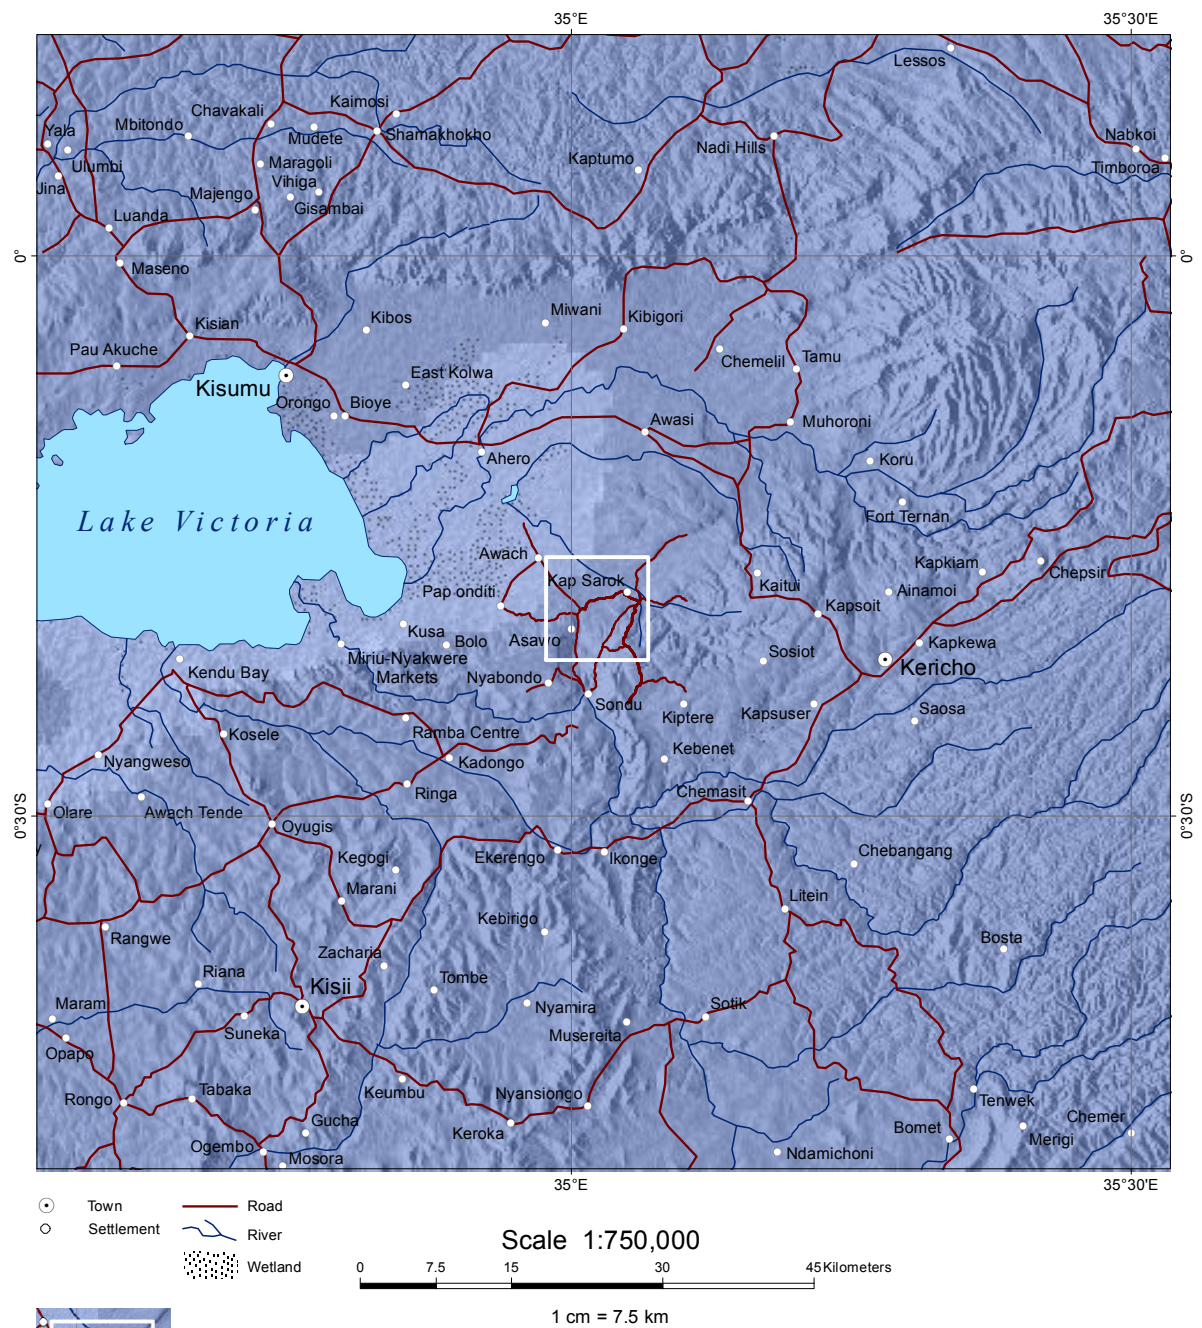 35°E
35°30'E
Lessos
Kaimosi
Chavakali
Mbitondo
Mudete
Shamakhokho
Yala
Nabkoi
Nadi Hills
Kaptumo
Ulumbi
Maragoli
Timboroa
Jina
Vihiga
Majengo
Gisambai
Luanda
0°
0°
Maseno
Kisian
Kibos
Miwani
Kibigori
Pau Akuche
Chemelil
Tamu
East Kolwa
Kisumu
Orongo
Bioye
Awasi
Muhoroni
Ahero
Koru
Lake Victoria
Fort Ternan
Awach
Kap Sarok
Kaitui
Kapkiam
Chepsir
Pap onditi
Ainamoi
Kapsoit
Kusa
Bolo
Asawo
Kapkewa
Miriu-Nyakwere
Markets
Sosiot
Kericho
Kendu Bay
Nyabondo
Sondu
Kiptere
Kapsuser
Saosa
Kosele
Ramba Centre
Kebenet
Nyangweso
Kadongo
Ringa
Chemasit
Olare
Awach Tende
0°30'S
0°30'S
Oyugis
Kegogi
Ekerengo
Ikonge
Chebangang
Marani
Litein
Kebirigo
Rangwe
Bosta
Zacharia
Riana
Kisii
Tombe
Maram
Nyamira
Sotik
Suneka
Musereita
Opapo
Keumbu
Nyansiongo
Rongo
Tabaka
Tenwek
Gucha
Chemer
Keroka
Bomet
Merigi
Ogembo
Mosora
Ndamichoni
35°E
35°30'E
Town
Road
Settlement
River
Scale 1:750,000
Wetland
0 7.5 15 30 45 Kilometers
1 cm = 7.5 km